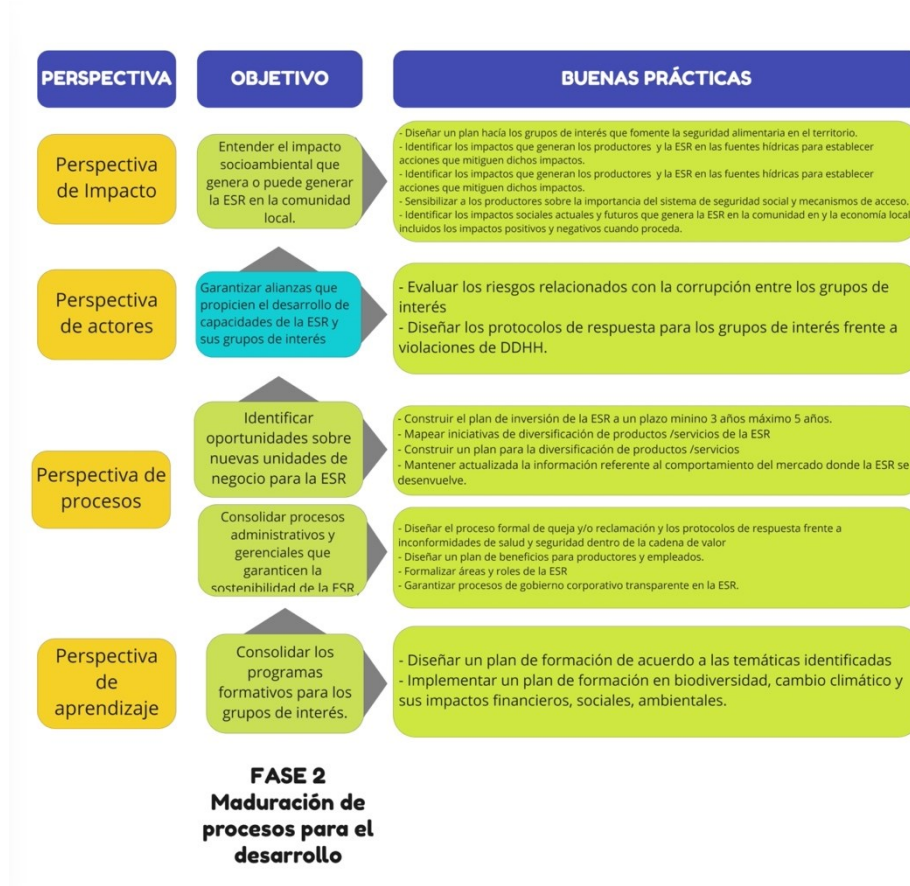 PERSPECTIVA
OBJETIVO
BUENAS PRÁCTICAS
Perspectiva
de Impacto
Entender el impacto
socioambiental que
genera o puede generar
la ESR en la comunidad
local.
- Diseñar un plan hacía los grupos de interés que fomente la seguridad alimentaria en el territorio.
- Identificar los impactos que generan los productores y la ESR en las fuentes hídricas para establecer
acciones que mitiguen dichos impactos.
- Identificar los impactos que generan los productores y la ESR en las fuentes hídricas para establecer
acciones que mitiguen dichos impactos.
- Sensibilizar a los productores sobre la importancia del sistema de seguridad social y mecanismos de acceso.
- Identificar los impactos sociales actuales y futuros que genera la ESR en la comunidad en y la economía local
incluidos los impactos positivos y negativos cuando proceda.
Perspectiva
de actores
Garantizar alianzas que
propicien el desarrollo de
capacidades de la ESR y
sus grupos de interés
- Evaluar los riesgos relacionados con la corrupción entre los grupos de
interés
- Diseñar los protocolos de respuesta para los grupos de interés frente a
violaciones de DDHH.
Perspectiva de
procesos
Identificar
oportunidades sobre
nuevas unidades de
negocio para la ESR
- Construir el plan de inversión de la ESR a un plazo minino 3 años máximo 5 años.
- Mapear iniciativas de diversificación de productos /servicios de la ESR
- Construir un plan para la diversificación de productos /servicios
- Mantener actualizada la información referente al comportamiento del mercado donde la ESR se
desenvuelve.
Consolidar procesos
administrativos y
gerenciales que
garanticen la
sostenibilidad de la ESR
- Diseñar el proceso formal de queja y/o reclamación y los protocolos de respuesta frente a
inconformidades de salud y seguridad dentro de la cadena de valor
- Diseñar un plan de beneficios para productores y empleados.
- Formalizar áreas y roles de la ESR
- Garantizar procesos de gobierno corporativo transparente en la ESR.
Perspectiva
de
aprendizaje
Consolidar los
programas
formativos para los
grupos de interés.
- Diseñar un plan de formación de acuerdo a las temáticas identificadas
- Implementar un plan de formación en biodiversidad, cambio climático y
sus impactos financieros, sociales, ambientales.
FASE 2
Maduración de
procesos para el
desarrollo